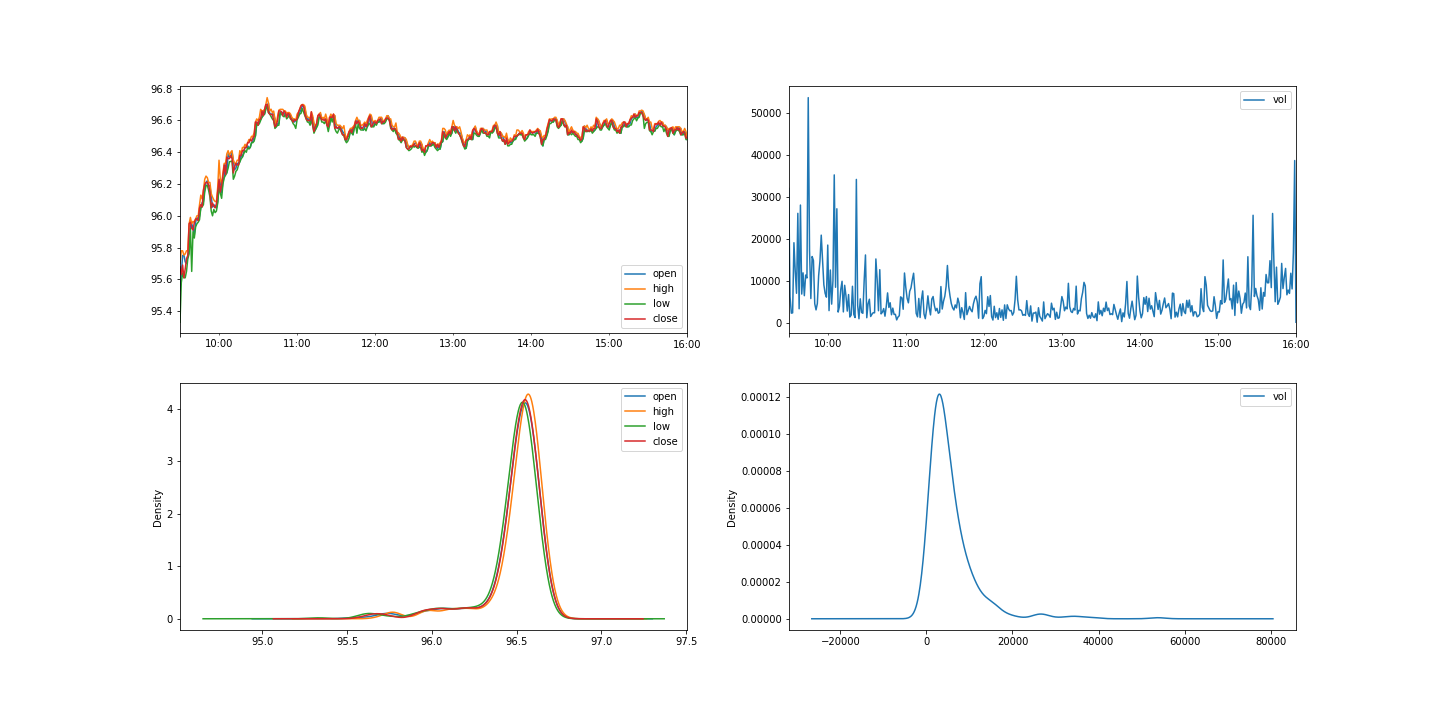 96.8
96.6
96.4
96.2
96.0
95.8
95.6
95.4
10:00 11:00 12:00 13:00 14:00 15:00 16:00
open
high
low
close
50000
40000
30000
20000
10000
0
10:00 11:00 12:00 13:00 14:00 15:00 16:00
vol
4
3
2
1
0
Density
95.0 95.5 96.0 96.5 97.0 97.5
open
high
low
close
0.00012
0.00010
0.00008
0.00006
0.00004
0.00002
0.00000
Density
−20000 0 20000 40000 60000 80000
vol